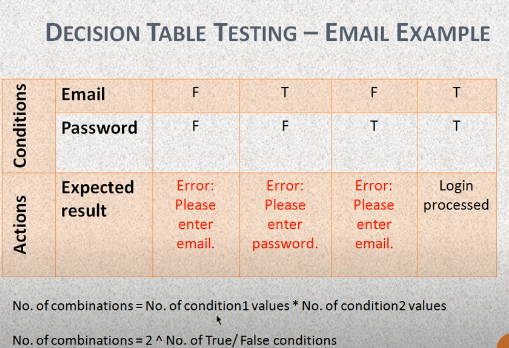 DECISION TABLE TESTING – EMAIL EXAMPLE
Conditions
Email F T F T
Password F F T T
Actions
Expected result
Error: Please enter email.
Error: Please enter password.
Error: Please enter email.
Login processed
No. of combinations = No. of condition1 values * No. of condition2 values
No. of combinations = 2 ^ No. of True/ False conditions